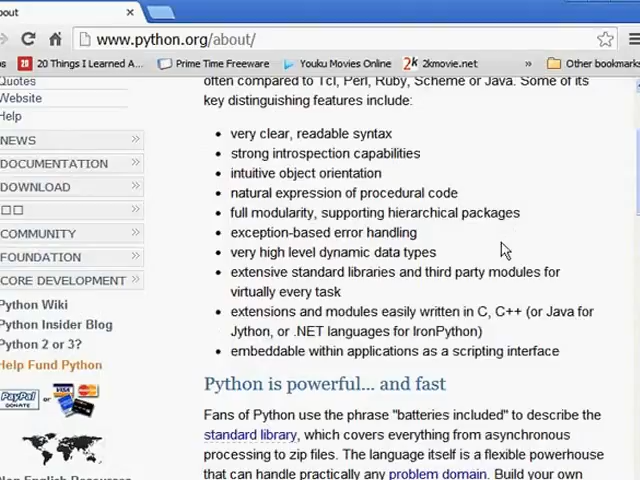 bout
www.python.org/about/
ps 20 Things I Learned A... Prime Time Freeware Youku Movies Online 2kmovie.net » Other bookmarks
often compared to Tcl, Perl, Ruby, Scheme or Java. Some of its
key distinguishing features include:
Quotes
Website
Help
NEWS
DOCUMENTATION
DOWNLOAD
COMMUNITY
FOUNDATION
CORE DEVELOPMENT
Python Wiki
Python Insider Blog
Python 2 or 3?
Help Fund Python
PayPal or VISA
DONATE
• very clear, readable syntax
• strong introspection capabilities
• intuitive object orientation
• natural expression of procedural code
• full modularity, supporting hierarchical packages
• exception-based error handling
• very high level dynamic data types
• extensive standard libraries and third party modules for
virtually every task
• extensions and modules easily written in C, C++ (or Java for
Jython, or .NET languages for IronPython)
• embeddable within applications as a scripting interface
Python is powerful... and fast
Fans of Python use the phrase "batteries included" to describe the
standard library, which covers everything from asynchronous
processing to zip files. The language itself is a flexible powerhouse
that can handle practically any problem domain. Build your own